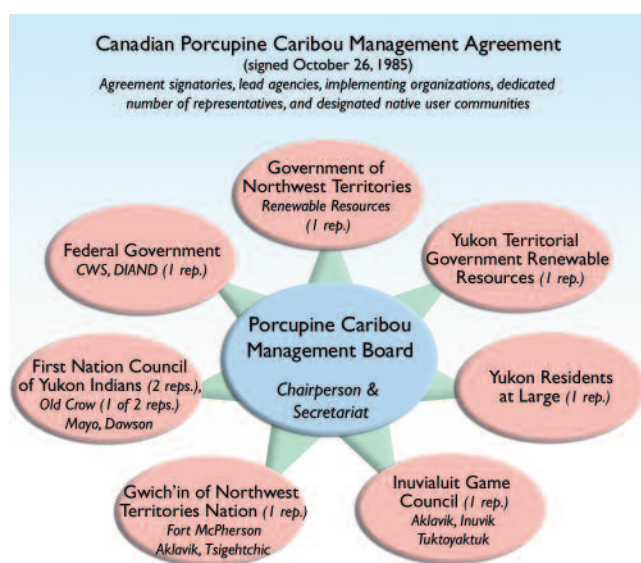 Canadian Porcupine Caribou Management Agreement
(signed October 26, 1985)
Agreement signatories, lead agencies, implementing organizations, dedicated
number of representatives, and designated native user communities
Government of
Northwest Territories
Renewable Resources
(1 rep.)
Federal Government
CWS, DIAND (1 rep.)
Yukon Territorial
Government Renewable
Resources (1 rep.)
Porcupine Caribou
Management Board
Chairperson &
Secretariat
First Nation Council
of Yukon Indians (2 reps.),
Old Crow (1 of 2 reps.)
Mayo, Dawson
Yukon Residents
at Large (1 rep.)
Gwich'in of Northwest
Territories Nation (1 rep.)
Fort McPherson
Aklavik, Tsigehtchic
Inuvialuit Game
Council (1 rep.)
Aklavik, Inuvik
Tuktoyaktuk